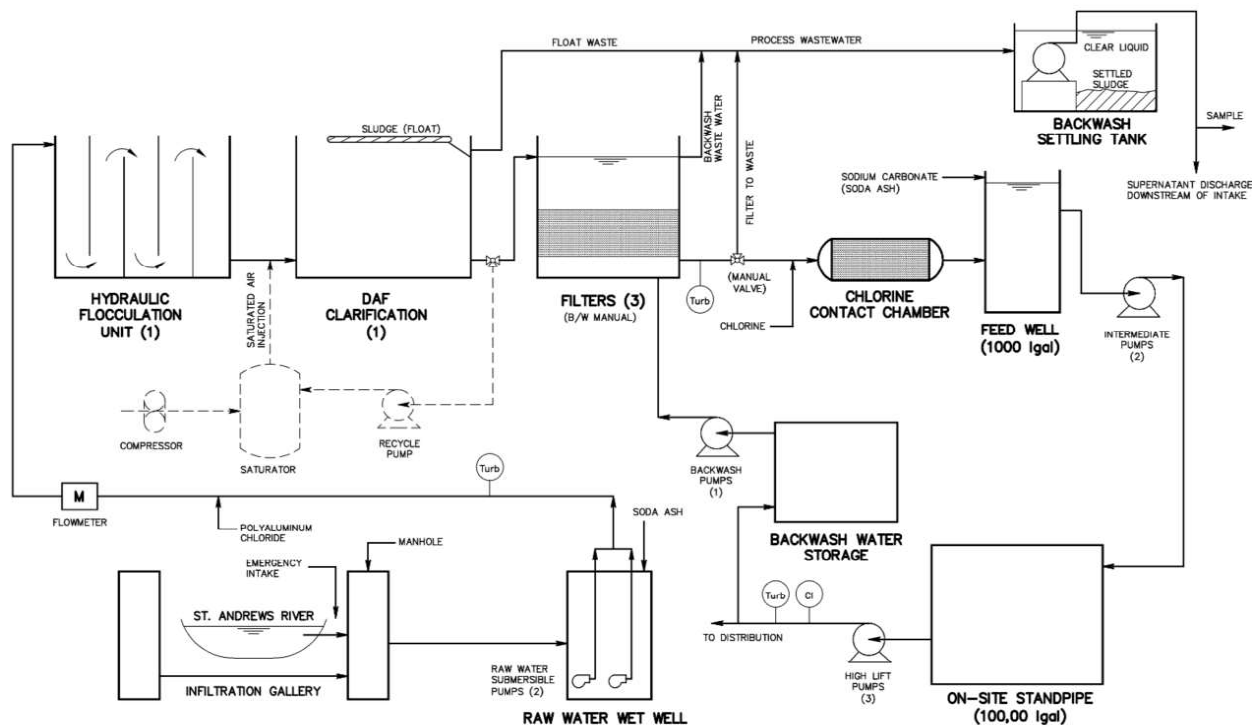 FLOAT WASTE
PROCESS WASTEWATER
CLEAR LIQUID
SETTLED
SLUDGE
BACKWASH
SETTLING TANK
SAMPLE
SUPERNATANT DISCHARGE
DOWNSTREAM OF INTAKE
SLUDGE (FLOAT)
BACKWASH
WASTE WATER
FILTER TO WASTE
SODIUM CARBONATE
(SODA ASH)
HYDRAULIC
FLOCCULATION
UNIT (1)
SATURATED AIR
INJECTION
DAF
CLARIFICATION
(1)
FILTERS (3)
(B/W MANUAL)
Turb
(MANUAL
VALVE)
CHLORINE
CHLORINE
CONTACT CHAMBER
FEED WELL
(1000 Igal)
INTERMEDIATE
PUMPS (2)
COMPRESSOR
SATURATOR
RECYCLE
PUMP
Turb
BACKWASH
PUMPS
(1)
M
FLOWMETER
POLYALUMINUM
CHLORIDE
SODA ASH
BACKWASH WATER
STORAGE
MANHOLE
EMERGENCY
INTAKE
ST. ANDREWS RIVER
INFILTRATION GALLERY
RAW WATER
SUBMERSIBLE
PUMPS (2)
RAW WATER WET WELL
Turb
Cl
TO DISTRIBUTION
HIGH LIFT
PUMPS
(3)
ON-SITE STANDPIPE
(100,00 Igal)